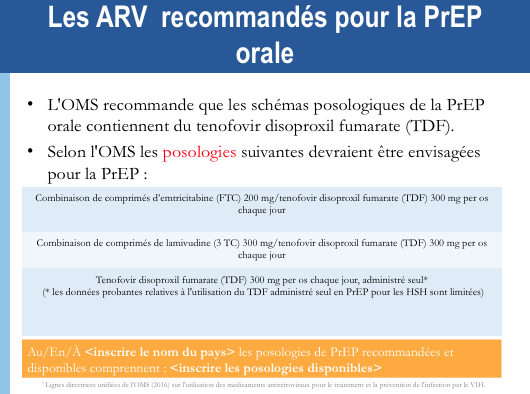 Les ARV recommandés pour la PrEP
orale
• L'OMS recommande que les schémas posologiques de la PrEP
orale contiennent du tenofovir disoproxil fumarate (TDF).
• Selon l'OMS les posologies suivantes devraient être envisagées
pour la PrEP :
Combinaison de comprimés d'emtricitabine (FTC) 200 mg/tenofovir disoproxil fumarate (TDF) 300 mg per os
chaque jour
Combinaison de comprimés de lamivudine (3 TC) 300 mg/tenofovir disoproxil fumarate (TDF) 300 mg per os
chaque jour
Tenofovir disoproxil fumarate (TDF) 300 mg per os chaque jour, administré seul*
(* les données probantes relatives à l'utilisation du TDF administré seul en PrEP pour les HSH sont limitées)
Au/En/À <inscrire le nom du pays> les posologies de PrEP recommandées et
disponibles comprennent : <inscrire les posologies disponibles>
Lignes directrices unifiées de l'OMS (2016) sur l'utilisation des médicaments antirétroviraux pour le traitement et la prévention de l'infection par le VIH.